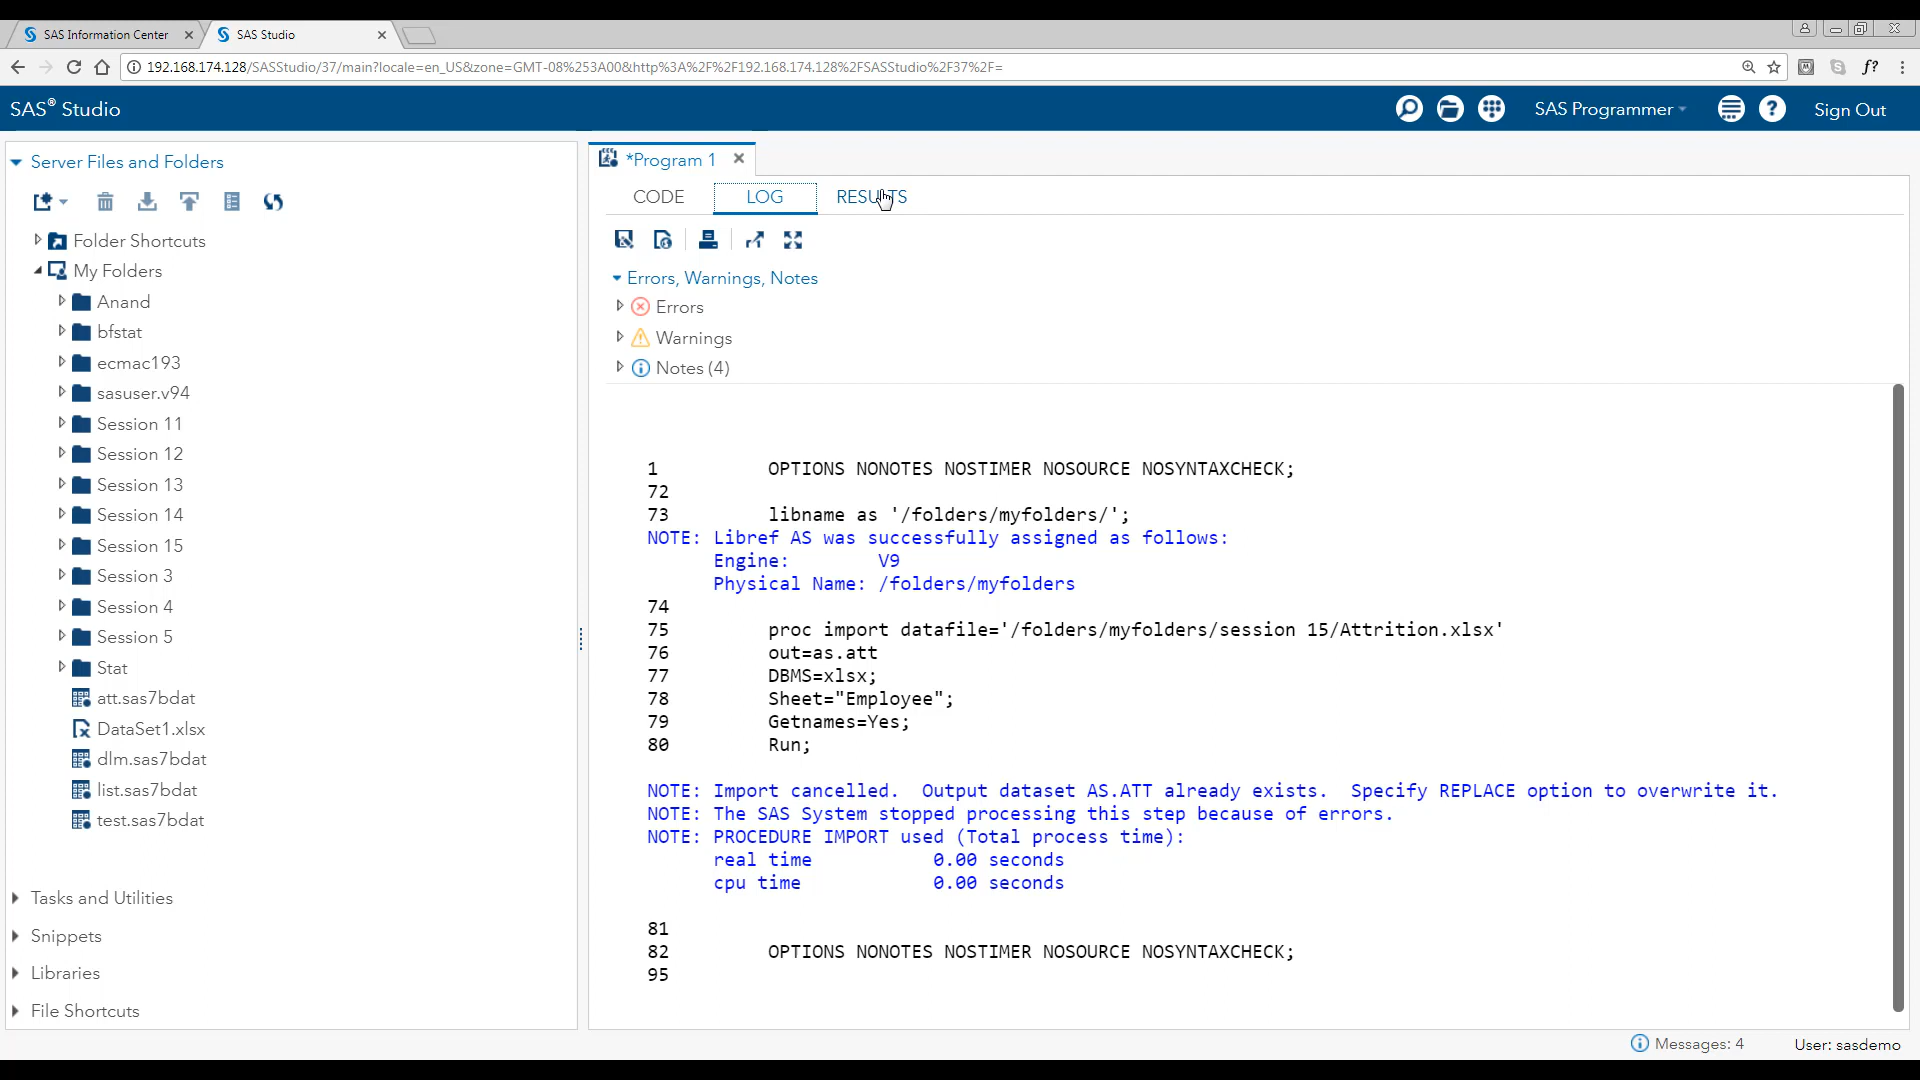 SAS Information Center
SAS Studio
192.168.174.128/SASStudio/37/main?locale=en_US&zone=GMT-08%253A00&http%3A%2F%2F192.168.174.128%2FSASStudio%2F37%2F=
f?
SAS® Studio
SAS Programmer
Sign Out
Server Files and Folders
Folder Shortcuts
My Folders
Anand
bfstat
ecmac193
sasuser.v94
Session 11
Session 12
Session 13
Session 14
Session 15
Session 3
Session 4
Session 5
Stat
att.sas7bdat
DataSet1.xlsx
dlm.sas7bdat
list.sas7bdat
test.sas7bdat
Tasks and Utilities
Snippets
Libraries
File Shortcuts
*Program 1
CODE LOG RESULTS
Errors, Warnings, Notes
Errors
Warnings
Notes (4)
1 OPTIONS NONOTES NOSTIMER NOSOURCE NOSYNTAXCHECK;
72
73 libname as '/folders/myfolders/';
NOTE: Libref AS was successfully assigned as follows:
Engine: V9
Physical Name: /folders/myfolders
74
75 proc import datafile='/folders/myfolders/session 15/Attrition.xlsx'
76 out=as.att
77 DBMS=xlsx;
78 Sheet="Employee";
79 Getnames=Yes;
80 Run;
NOTE: Import cancelled.  Output dataset AS.ATT already exists.  Specify REPLACE option to overwrite it.
NOTE: The SAS System stopped processing this step because of errors.
NOTE: PROCEDURE IMPORT used (Total process time):
real time 0.00 seconds
cpu time 0.00 seconds
81
82 OPTIONS NONOTES NOSTIMER NOSOURCE NOSYNTAXCHECK;
95
Messages: 4
User: sasdemo